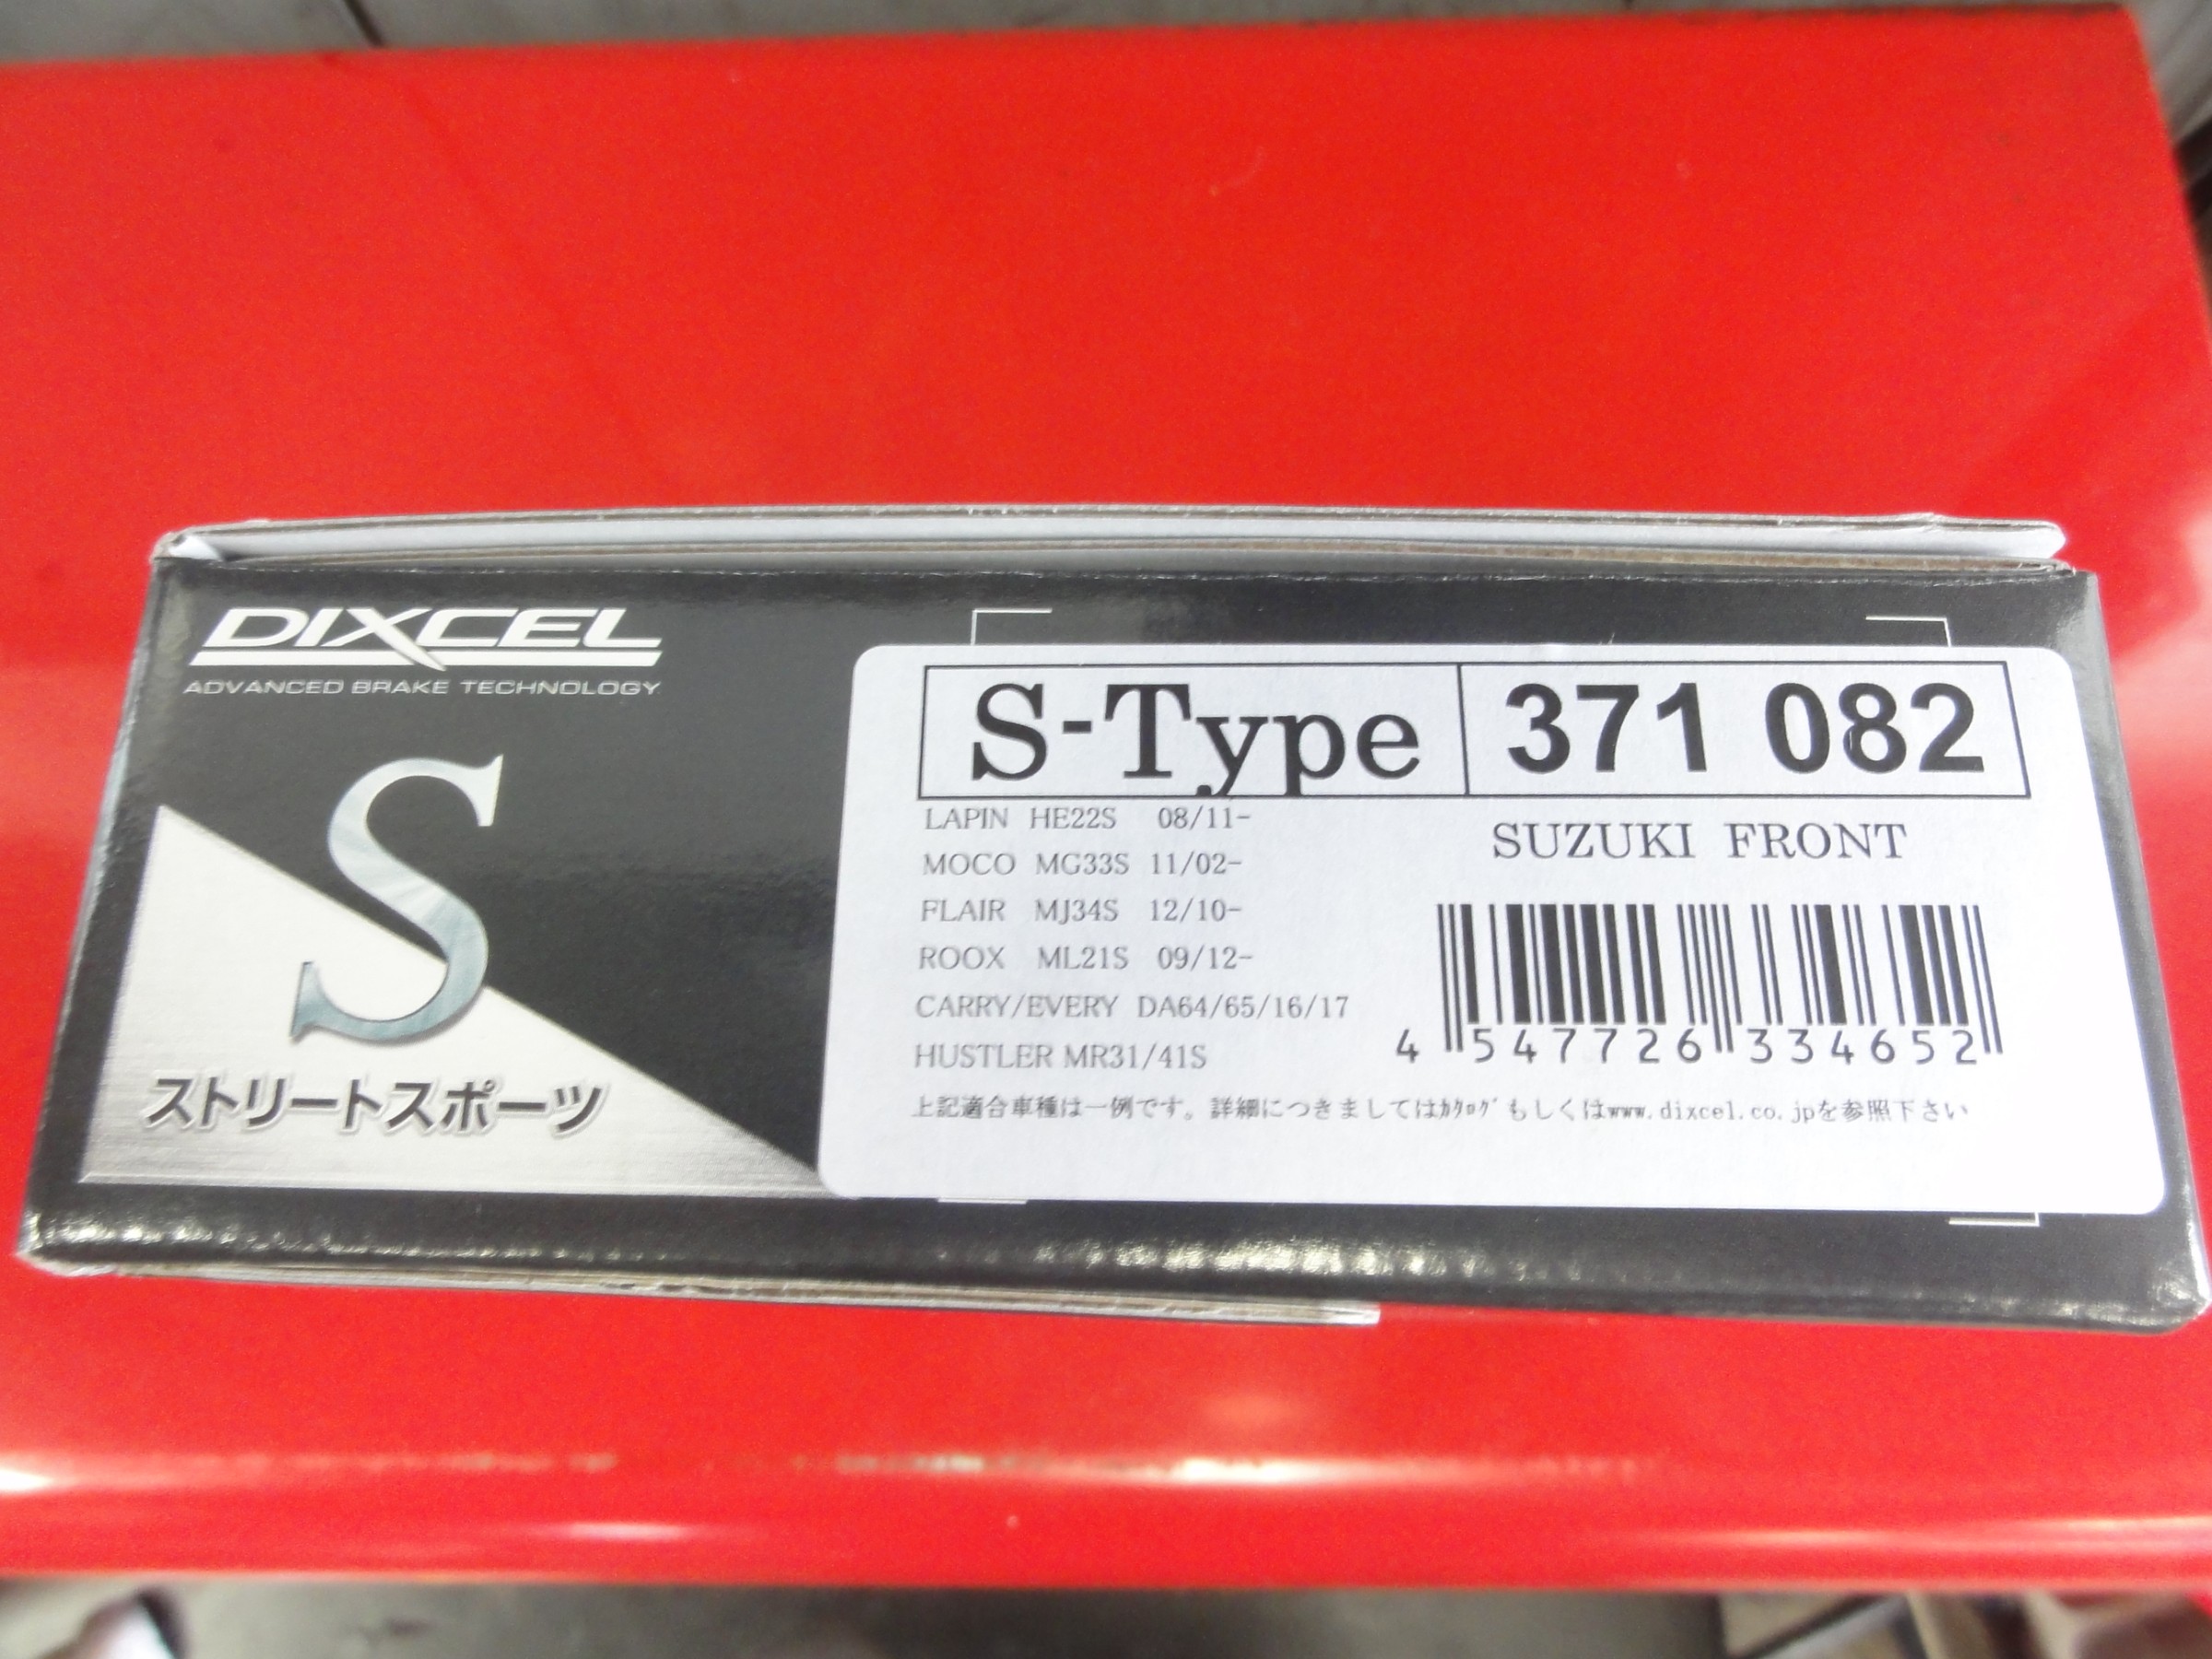 DIXCEL
ADVANCED BRAKE TECHNOLOGY
S
ストリートスポーツ
S-Type 371 082
SUZUKI FRONT
LAPIN HE22S 08/11-
MOCO MG33S 11/02-
FLAIR MJ34S 12/10-
ROOX ML21S 09/12-
CARRY/EVERY DA64/65/16/17
HUSTLER MR31/41S
4 547726 334652
上記適合車種は一例です。詳細につきましてはｶﾀﾛｸﾞもしくはwww.dixcel.co.jpを参照下さい